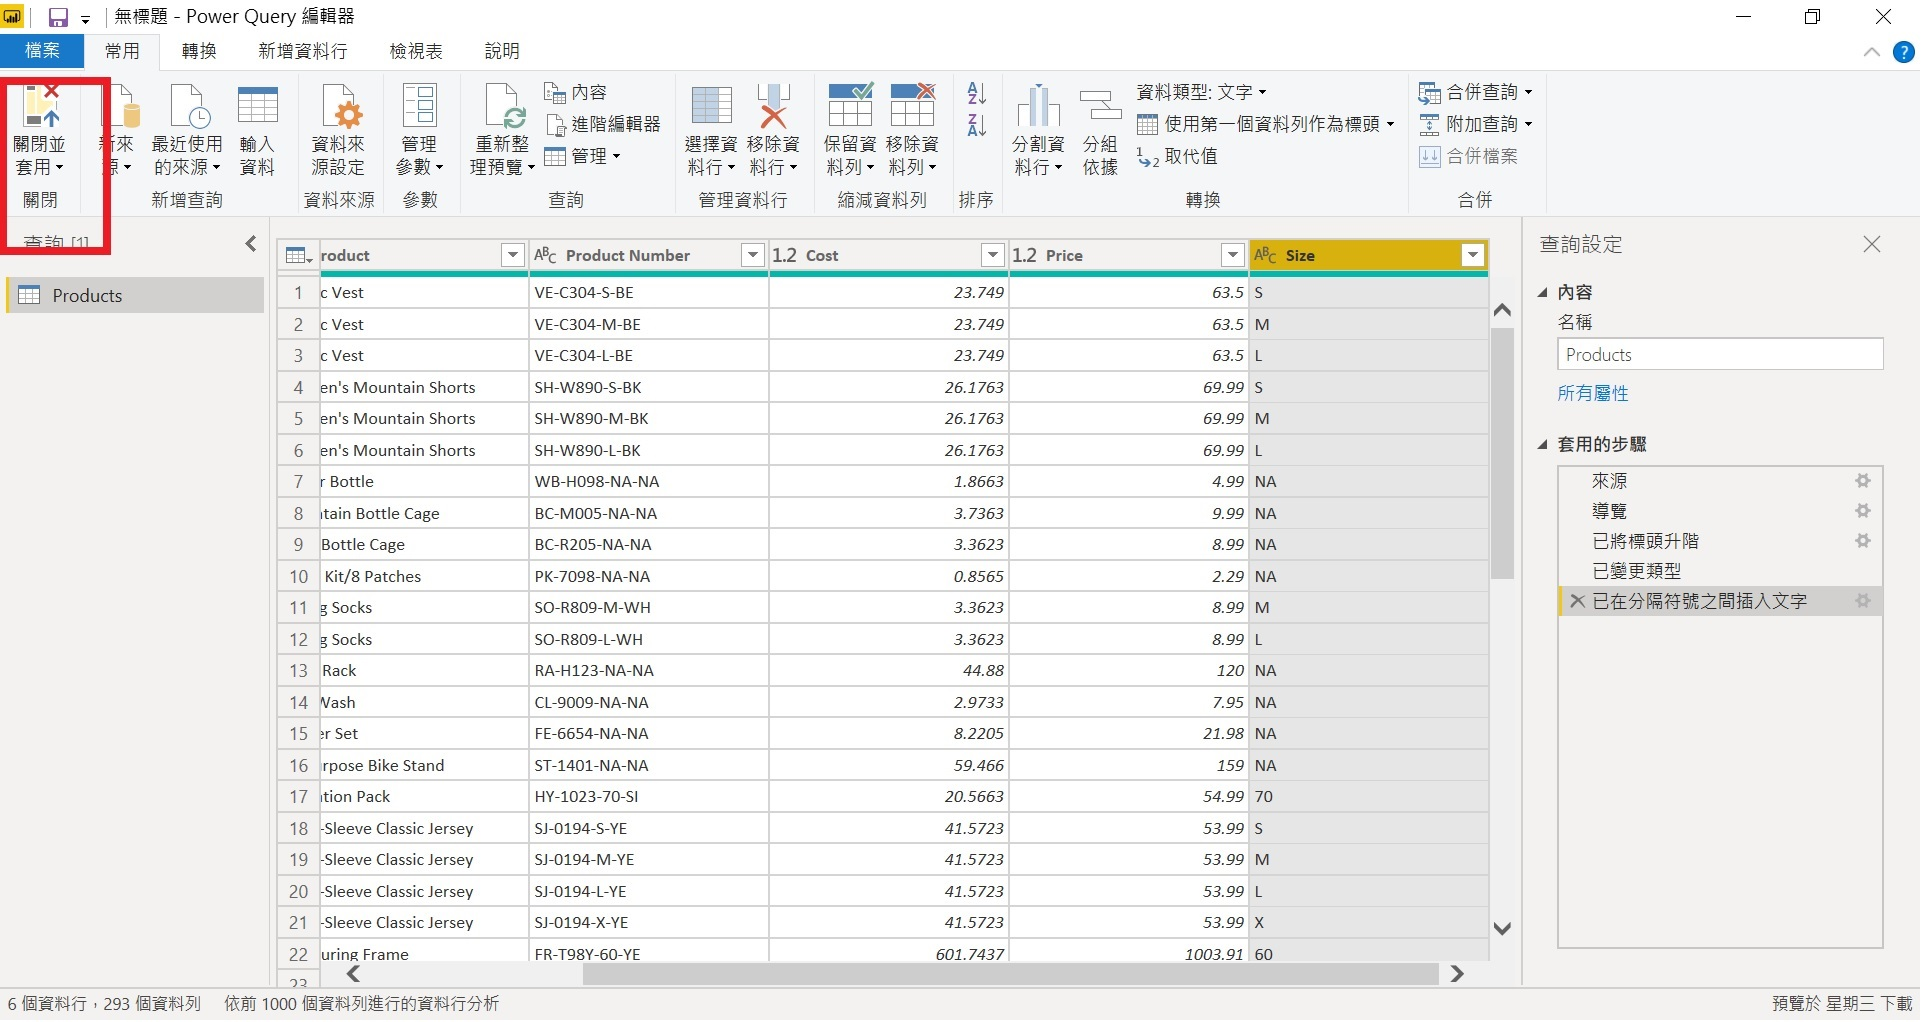 無標題 - Power Query 編輯器
檔案 常用 轉換 新增資料行 檢視表 說明
關閉並套用
新來源
最近使用的來源
輸入資料
資料來源設定
管理參數
重新整理預覽
內容
進階編輯器
管理
選擇資料行
移除資料行
保留資料列
移除資料列
分割資料行
分組依據
資料類型: 文字
使用第一個資料列作為標頭
1→2 取代值
合併查詢
附加查詢
合併檔案
關閉 新增查詢 資料來源 參數 查詢 管理資料行 縮減資料列 排序 轉換 合併
查詢 [1]
Products
roduct ABC Product Number 1.2 Cost 1.2 Price ABC Size
1 c Vest VE-C304-S-BE 23.749 63.5 S
2 c Vest VE-C304-M-BE 23.749 63.5 M
3 c Vest VE-C304-L-BE 23.749 63.5 L
4 en's Mountain Shorts SH-W890-S-BK 26.1763 69.99 S
5 en's Mountain Shorts SH-W890-M-BK 26.1763 69.99 M
6 en's Mountain Shorts SH-W890-L-BK 26.1763 69.99 L
7 r Bottle WB-H098-NA-NA 1.8663 4.99 NA
8 tain Bottle Cage BC-M005-NA-NA 3.7363 9.99 NA
9 Bottle Cage BC-R205-NA-NA 3.3623 8.99 NA
10 Kit/8 Patches PK-7098-NA-NA 0.8565 2.29 NA
11 g Socks SO-R809-M-WH 3.3623 8.99 M
12 g Socks SO-R809-L-WH 3.3623 8.99 L
13 Rack RA-H123-NA-NA 44.88 120 NA
14 Wash CL-9009-NA-NA 2.9733 7.95 NA
15 er Set FE-6654-NA-NA 8.2205 21.98 NA
16 rpose Bike Stand ST-1401-NA-NA 59.466 159 NA
17 tion Pack HY-1023-70-SI 20.5663 54.99 70
18 -Sleeve Classic Jersey SJ-0194-S-YE 41.5723 53.99 S
19 -Sleeve Classic Jersey SJ-0194-M-YE 41.5723 53.99 M
20 -Sleeve Classic Jersey SJ-0194-L-YE 41.5723 53.99 L
21 -Sleeve Classic Jersey SJ-0194-X-YE 41.5723 53.99 X
22 uring Frame FR-T98Y-60-YE 601.7437 1003.91 60
23
查詢設定
內容
名稱
Products
所有屬性
套用的步驟
來源
導覽
已將標頭升階
已變更類型
已在分隔符號之間插入文字
6 個資料行，293 個資料列 依前 1000 個資料列進行的資料行分析
預覽於 星期三 下載